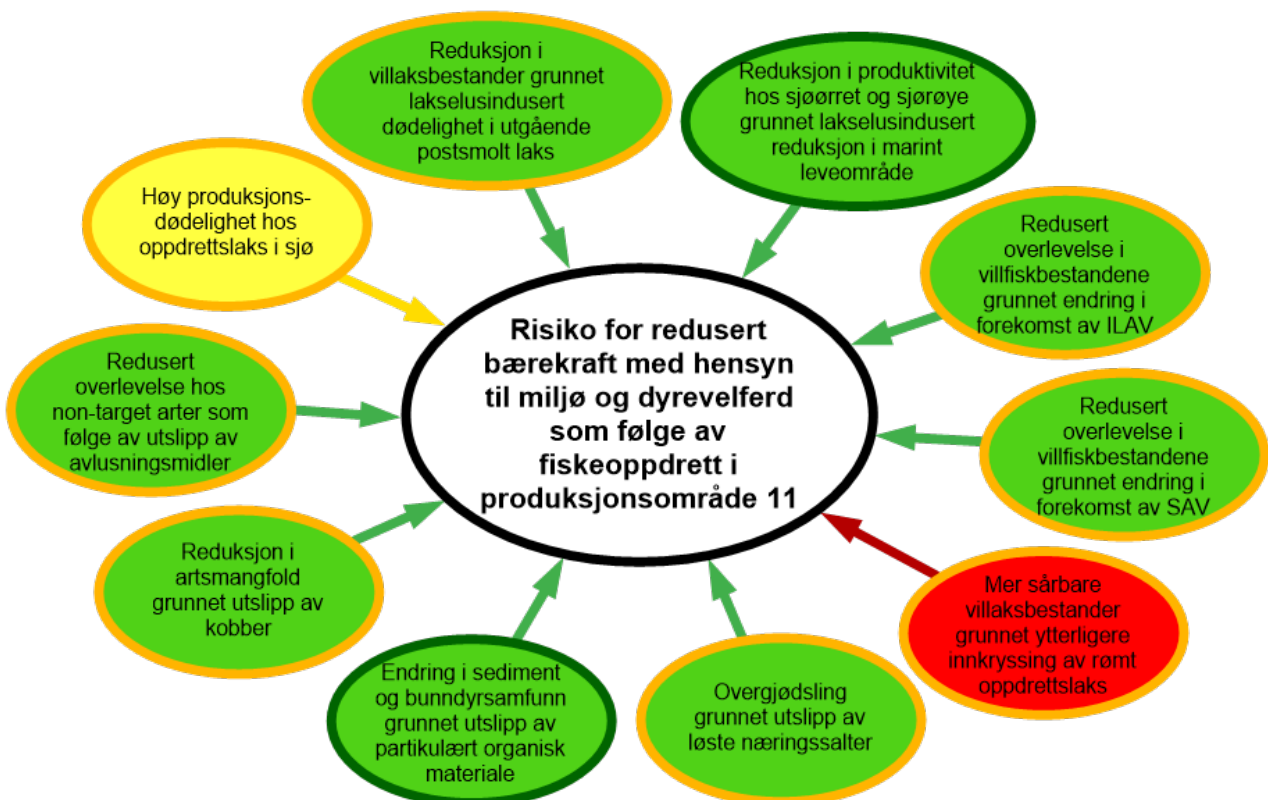 Reduksjon i
villaksbestander grunnet
lakselusindusert
dødelighet i utgående
postsmolt laks
Reduksjon i produktivitet
hos sjøørret og sjørøye
grunnet lakselusindusert
reduksjon i marint
leveområde
Høy produksjons-
dødelighet hos
oppdrettslaks i sjø
Redusert
overlevelse i
villfiskbestandene
grunnet endring i
forekomst av ILAV
Risiko for redusert
bærekraft med hensyn
til miljø og dyrevelferd
som følge av
fiskeoppdrett i
produksjonsområde 11
Redusert
overlevelse hos
non-target arter som
følge av utslipp av
avlusningsmidler
Redusert
overlevelse i
villfiskbestandene
grunnet endring i
forekomst av SAV
Reduksjon i
artsmangfold
grunnet utslipp av
kobber
Mer sårbare
villaksbestander
grunnet ytterligere
innkryssing av rømt
oppdrettslaks
Endring i sediment
og bunndyrsamfunn
grunnet utslipp av
partikulært organisk
materiale
Overgjødsling
grunnet utslipp av
løste næringssalter